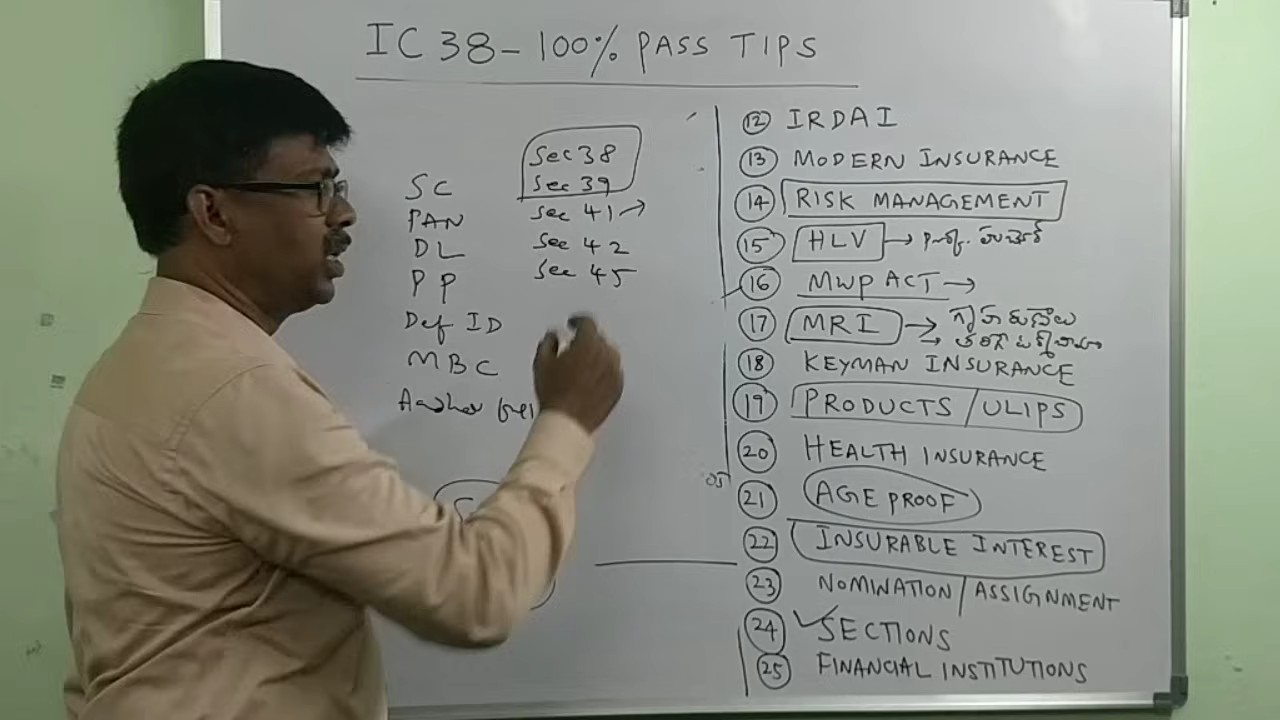 IC 38 - 100% PASS TIPS
SC
PAN
DL
PP
Def ID
MBC
Sec 38
Sec 39
Sec 41 →
Sec 42
Sec 45
(12) IRDAI
(13) MODERN INSURANCE
(14) RISK MANAGEMENT
(15) HLV →
(16) MWP ACT →
(17) MRI → గృహ రుణాలు
(18) KEYMAN INSURANCE
(19) PRODUCTS / ULIPS
(20) HEALTH INSURANCE
(21) AGE PROOF
(22) INSURABLE INTEREST
(23) NOMINATION / ASSIGNMENT
(24) ✓ SECTIONS
(25) FINANCIAL INSTITUTIONS